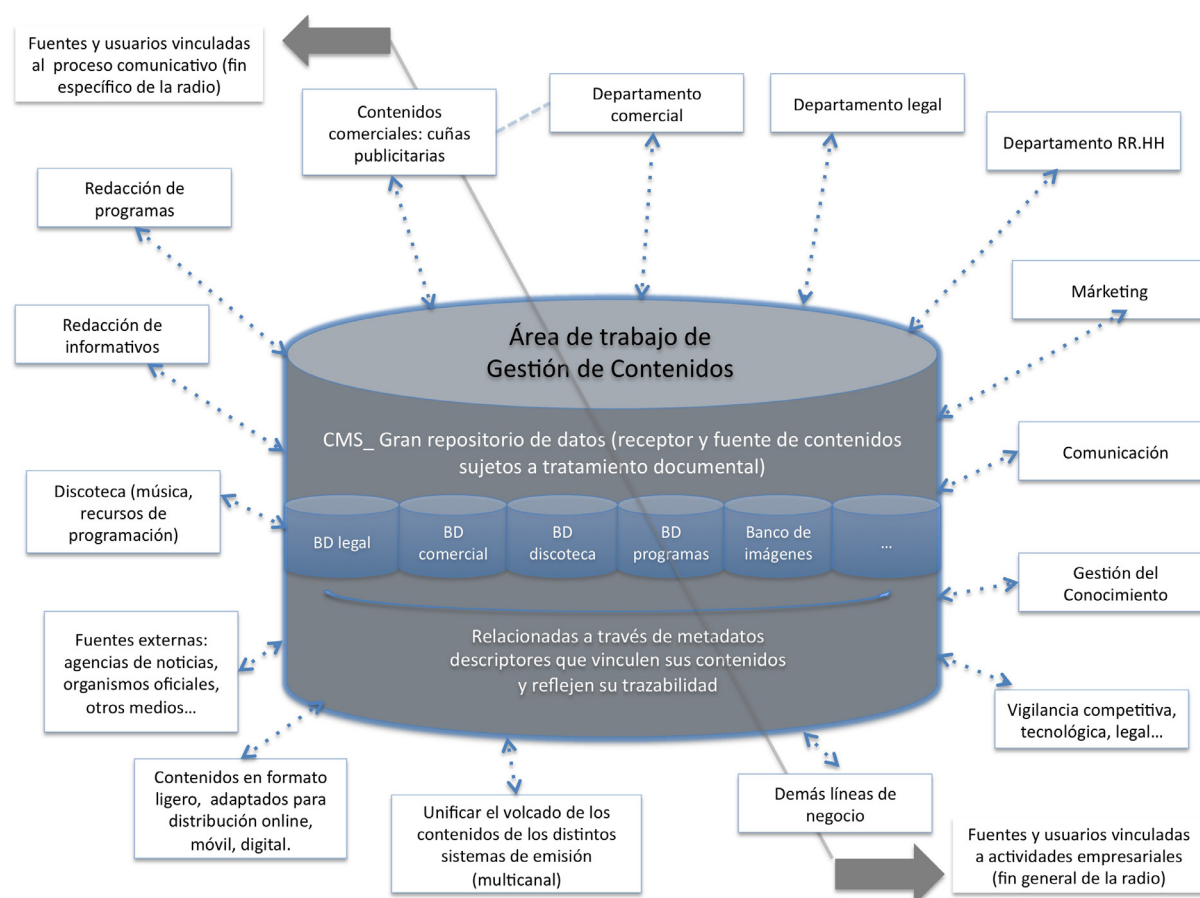 Fuentes y usuarios vinculadas
al proceso comunicativo (fin
específico de la radio)
Contenidos
comerciales: cuñas
publicitarias
Departamento
comercial
Departamento legal
Departamento RR.HH
Redacción de
programas
Márketing
Redacción de
informativos
Área de trabajo de
Gestión de Contenidos
CMS_ Gran repositorio de datos (receptor y fuente de contenidos
sujetos a tratamiento documental)
Comunicación
Discoteca (música,
recursos de
programación)
BD legal
BD
comercial
BD
discoteca
BD
programas
Banco de
imágenes
...
Gestión del
Conocimiento
Relacionadas a través de metadatos
descriptores que vinculen sus contenidos
y reflejen su trazabilidad
Fuentes externas:
agencias de noticias,
organismos oficiales,
otros medios...
Vigilancia competitiva,
tecnológica, legal...
Contenidos en formato
ligero, adaptados para
distribución online,
móvil, digital.
Unificar el volcado de los
contenidos de los distintos
sistemas de emisión
(multicanal)
Demás líneas de
negocio
Fuentes y usuarios vinculadas
a actividades empresariales
(fin general de la radio)